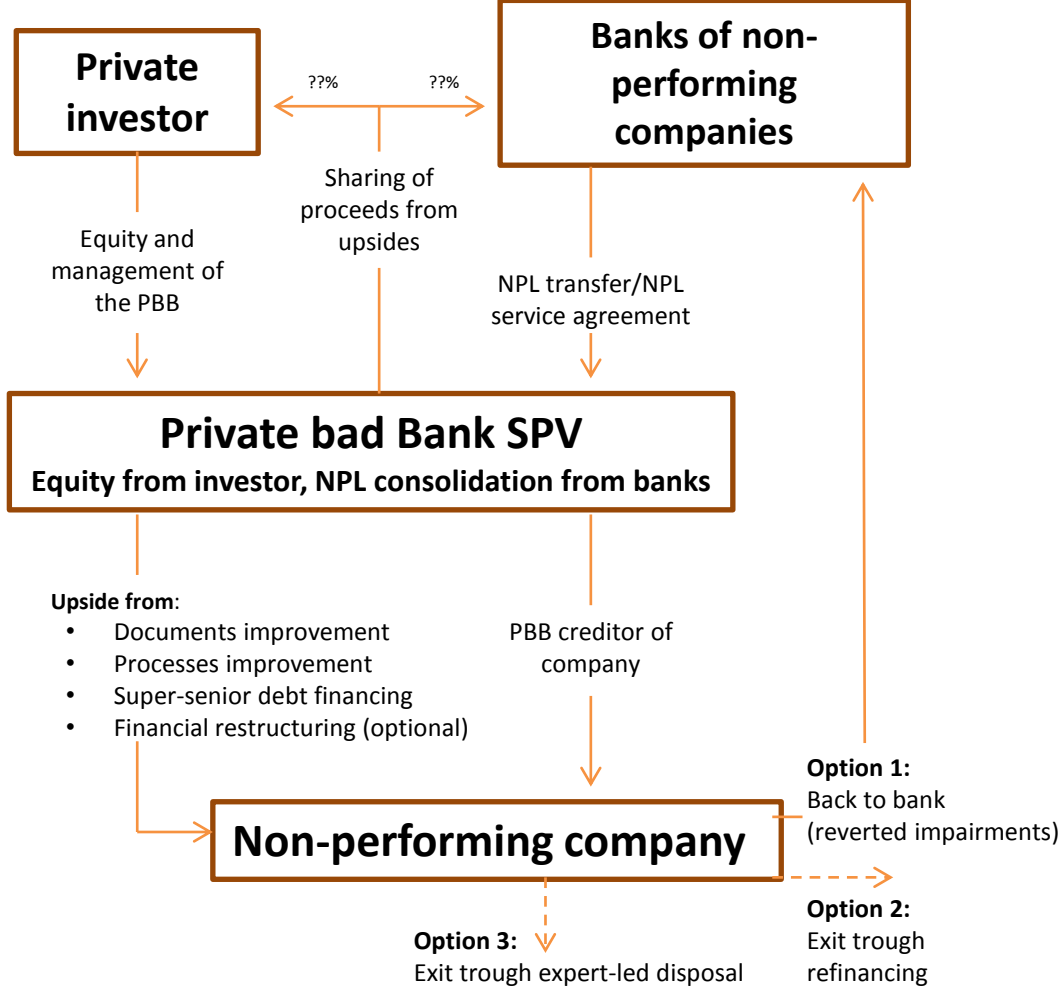 Private
investor
??%
??%
Banks of non-
performing
companies
Sharing of
proceeds from
upsides
Equity and
management of
the PBB
NPL transfer/NPL
service agreement
Private bad Bank SPV
Equity from investor, NPL consolidation from banks
Upside from:
• Documents improvement
• Processes improvement
• Super-senior debt financing
• Financial restructuring (optional)
PBB creditor of
company
Non-performing company
Option 1:
Back to bank
(reverted impairments)
Option 2:
Exit trough
refinancing
Option 3:
Exit trough expert-led disposal